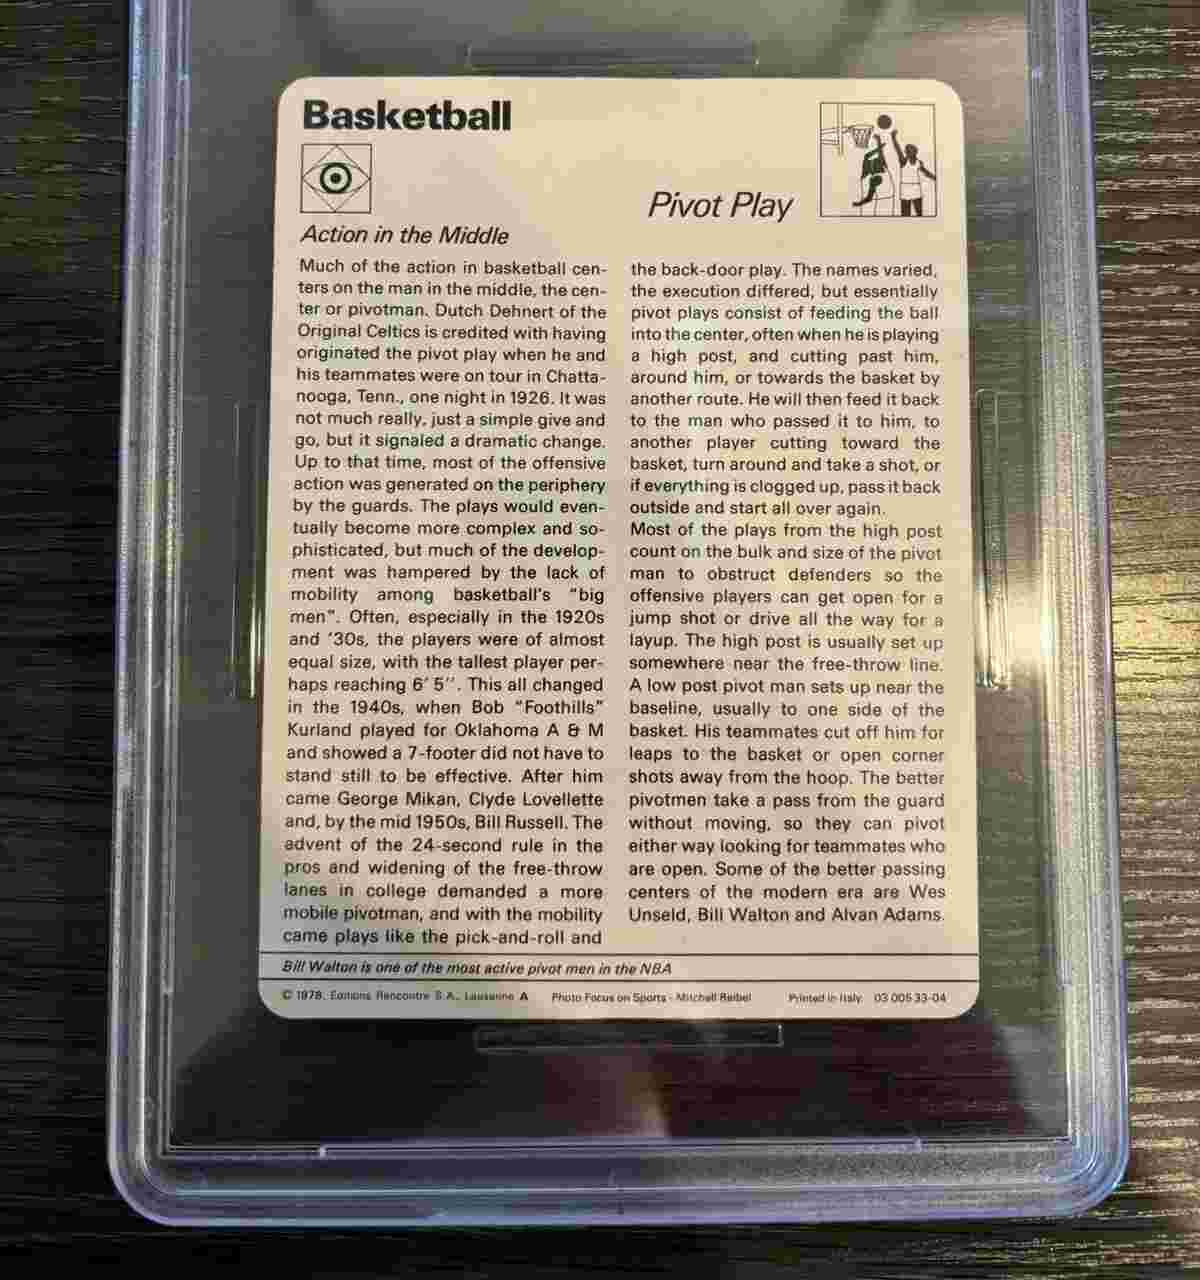 Basketball
Pivot Play
Action in the Middle
Much of the action in basketball cen-
ters on the man in the middle, the cen-
ter or pivotman. Dutch Dehnert of the
Original Celtics is credited with having
originated the pivot play when he and
his teammates were on tour in Chatta-
nooga, Tenn., one night in 1926. It was
not much really, just a simple give and
go, but it signaled a dramatic change.
Up to that time, most of the offensive
action was generated on the periphery
by the guards. The plays would even-
tually become more complex and so-
phisticated, but much of the develop-
ment was hampered by the lack of
mobility among basketball's "big
men". Often, especially in the 1920s
and '30s, the players were of almost
equal size, with the tallest player per-
haps reaching 6' 5''. This all changed
in the 1940s, when Bob "Foothills"
Kurland played for Oklahoma A & M
and showed a 7-footer did not have to
stand still to be effective. After him
came George Mikan, Clyde Lovellette
and, by the mid 1950s, Bill Russell. The
advent of the 24-second rule in the
pros and widening of the free-throw
lanes in college demanded a more
mobile pivotman, and with the mobility
came plays like the pick-and-roll and
the back-door play. The names varied,
the execution differed, but essentially
pivot plays consist of feeding the ball
into the center, often when he is playing
a high post, and cutting past him,
around him, or towards the basket by
another route. He will then feed it back
to the man who passed it to him, to
another player cutting toward the
basket, turn around and take a shot, or
if everything is clogged up, pass it back
outside and start all over again.
Most of the plays from the high post
count on the bulk and size of the pivot
man to obstruct defenders so the
offensive players can get open for a
jump shot or drive all the way for a
layup. The high post is usually set up
somewhere near the free-throw line.
A low post pivot man sets up near the
baseline, usually to one side of the
basket. His teammates cut off him for
leaps to the basket or open corner
shots away from the hoop. The better
pivotmen take a pass from the guard
without moving, so they can pivot
either way looking for teammates who
are open. Some of the better passing
centers of the modern era are Wes
Unseld, Bill Walton and Alvan Adams.
Bill Walton is one of the most active pivot men in the NBA
© 1978, Editions Rencontre S.A., Lausanne A Photo Focus on Sports - Mitchell Reibel Printed in Italy 03 005 33-04